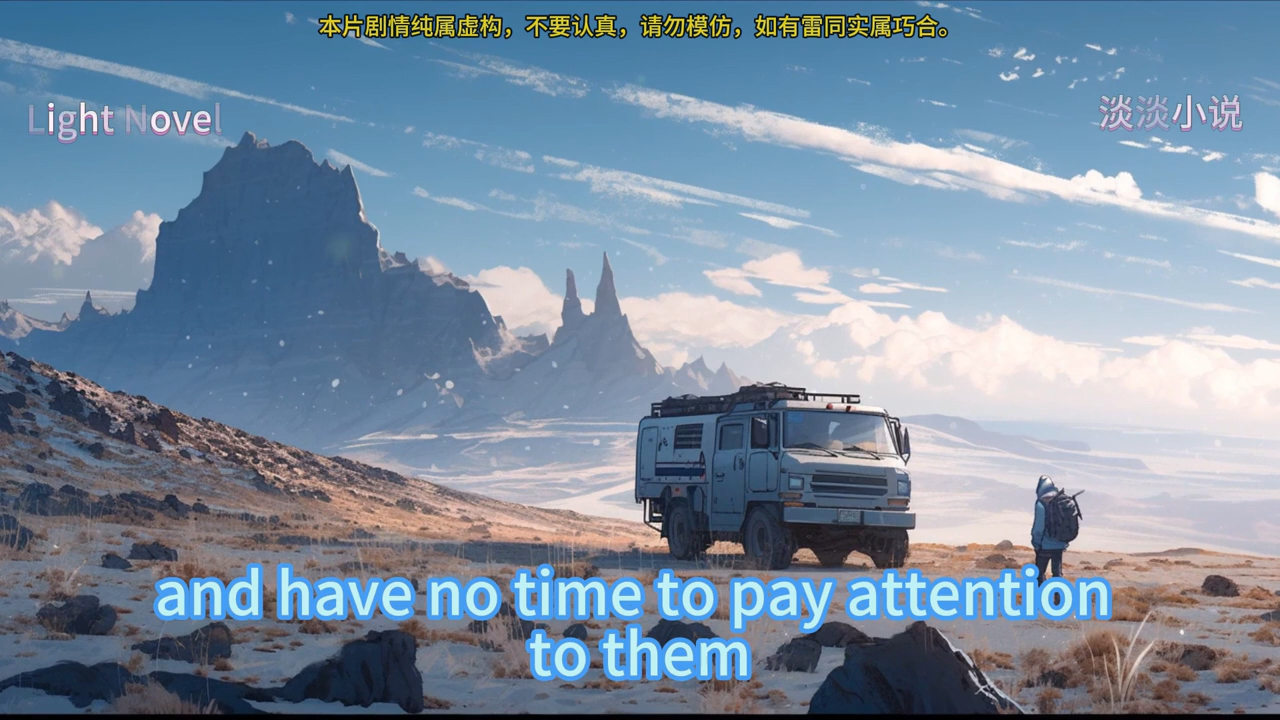 本片剧情纯属虚构，不要认真，请勿模仿，如有雷同实属巧合。
Light Novel
淡淡小说
and have no time to pay attention
to them